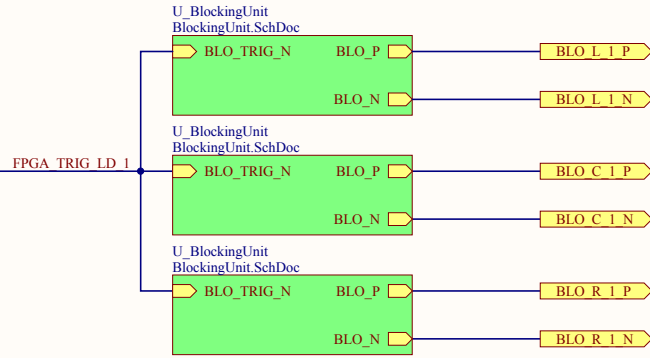 U_BlockingUnit
BlockingUnit.SchDoc
BLO_TRIG_N BLO_P BLO_L_1_P
BLO_N BLO_L_1_N
U_BlockingUnit
BlockingUnit.SchDoc
FPGA_TRIG_LD_1 BLO_TRIG_N BLO_P BLO_C_1_P
BLO_N BLO_C_1_N
U_BlockingUnit
BlockingUnit.SchDoc
BLO_TRIG_N BLO_P BLO_R_1_P
BLO_N BLO_R_1_N